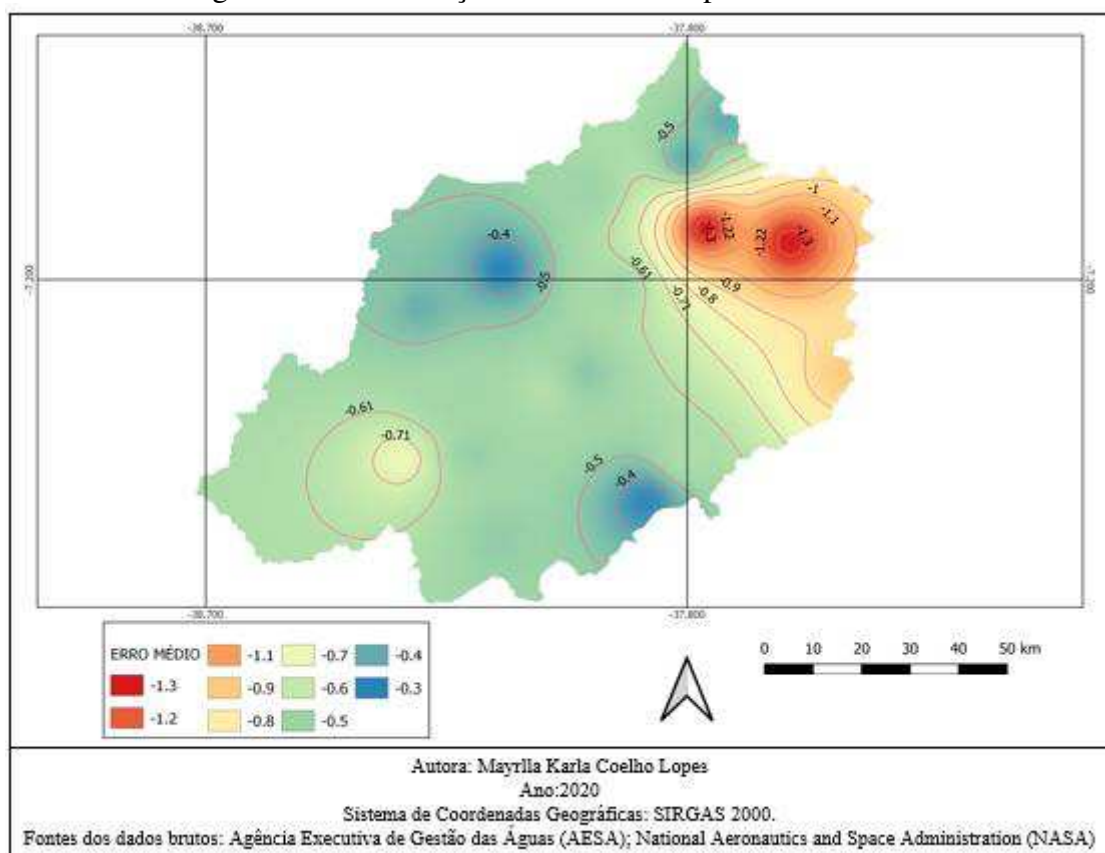 -38.700 -37.800
-0.5
-1
-1.1
-0.4
-1.3 -1.22 -1.22 -1.3
-0.5
-7.200 -7.200
-0.61
-0.71 -0.8 -0.9
-0.61
-0.71
-0.5
-0.4
-38.700 -37.800
ERRO MÉDIO -1.1 -0.7 -0.4
-1.3 -0.9 -0.6 -0.3
-1.2 -0.8 -0.5
0 10 20 30 40 50 km
Autora: Mayrlla Karla Coelho Lopes
Ano:2020
Sistema de Coordenadas Geográficas: SIRGAS 2000.
Fontes dos dados brutos: Agência Executiva de Gestão das Águas (AESA); National Aeronautics and Space Administration (NASA)